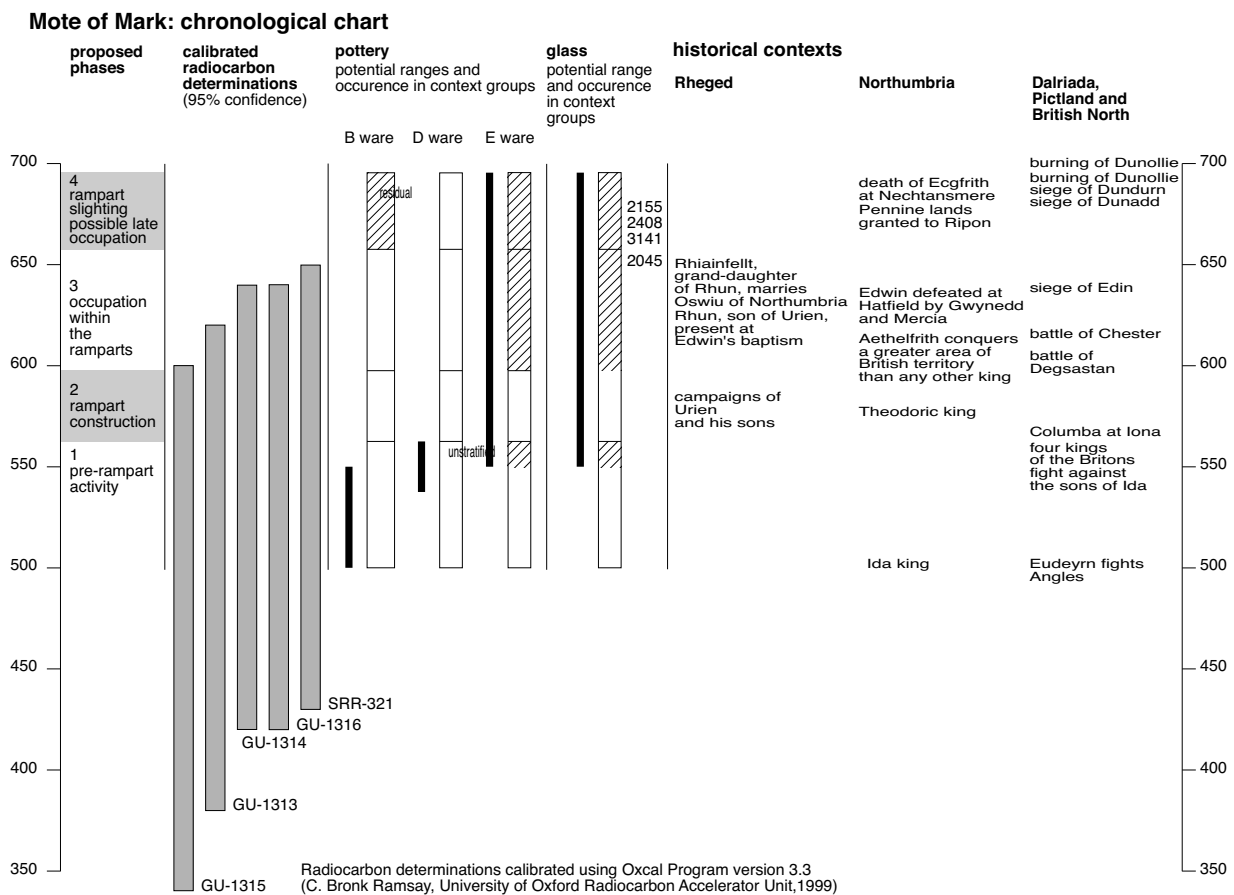 Mote of Mark: chronological chart
proposed
phases
calibrated
radiocarbon
determinations
(95% confidence)
pottery
potential ranges and
occurence in context groups
B ware
D ware
E ware
glass
potential range
and occurence
in context
groups
historical contexts
Rheged
Northumbria
Dalriada,
Pictland and
British North
700
650
600
550
500
450
400
350
4
rampart
slighting
possible late
occupation
3
occupation
within
the
ramparts
2
rampart
construction
1
pre-rampart
activity
SRR-321
GU-1316
GU-1314
GU-1313
GU-1315
residual
unstratified
2155
2408
3141
2045
Rhiainfellt,
grand-daughter
of Rhun, marries
Oswiu of Northumbria
Rhun, son of Urien,
present at
Edwin's baptism
campaigns of
Urien
and his sons
death of Ecgfrith
at Nechtansmere
Pennine lands
granted to Ripon
Edwin defeated at
Hatfield by Gwynedd
and Mercia
Aethelfrith conquers
a greater area of
British territory
than any other king
Theodoric king
Ida king
burning of Dunollie
burning of Dunollie
siege of Dundurn
siege of Dunadd
siege of Edin
battle of Chester
battle of
Degsastan
Columba at Iona
four kings
of the Britons
fight against
the sons of Ida
Eudeyrn fights
Angles
700
650
600
550
500
450
400
350
Radiocarbon determinations calibrated using Oxcal Program version 3.3
(C. Bronk Ramsay, University of Oxford Radiocarbon Accelerator Unit,1999)